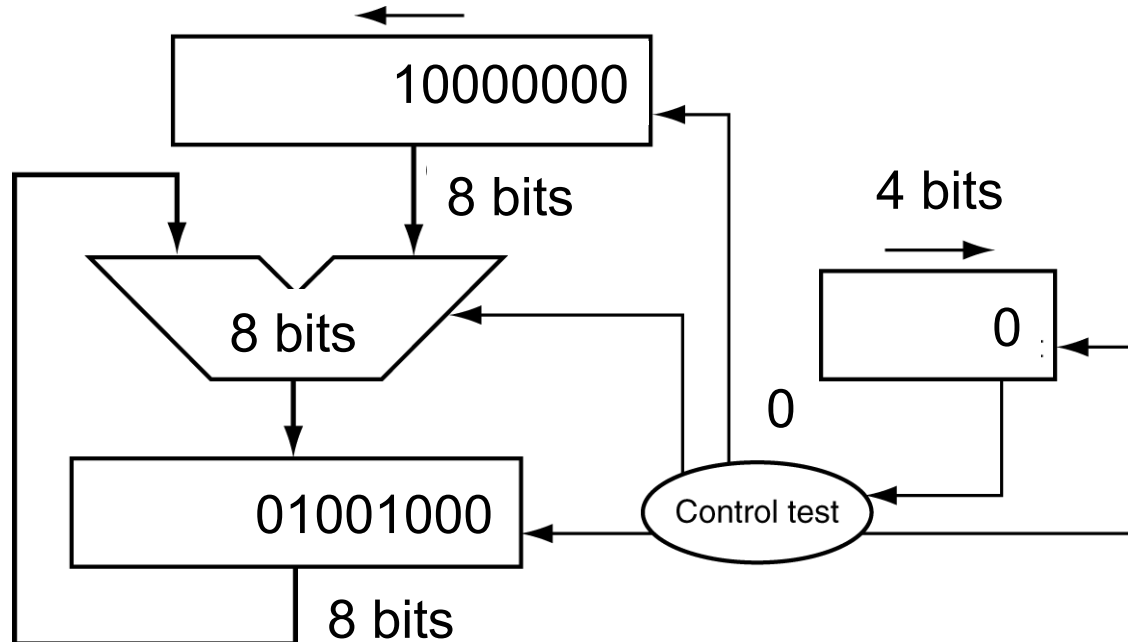 10000000
8 bits
4 bits
8 bits
0
0
Control test
01001000
8 bits